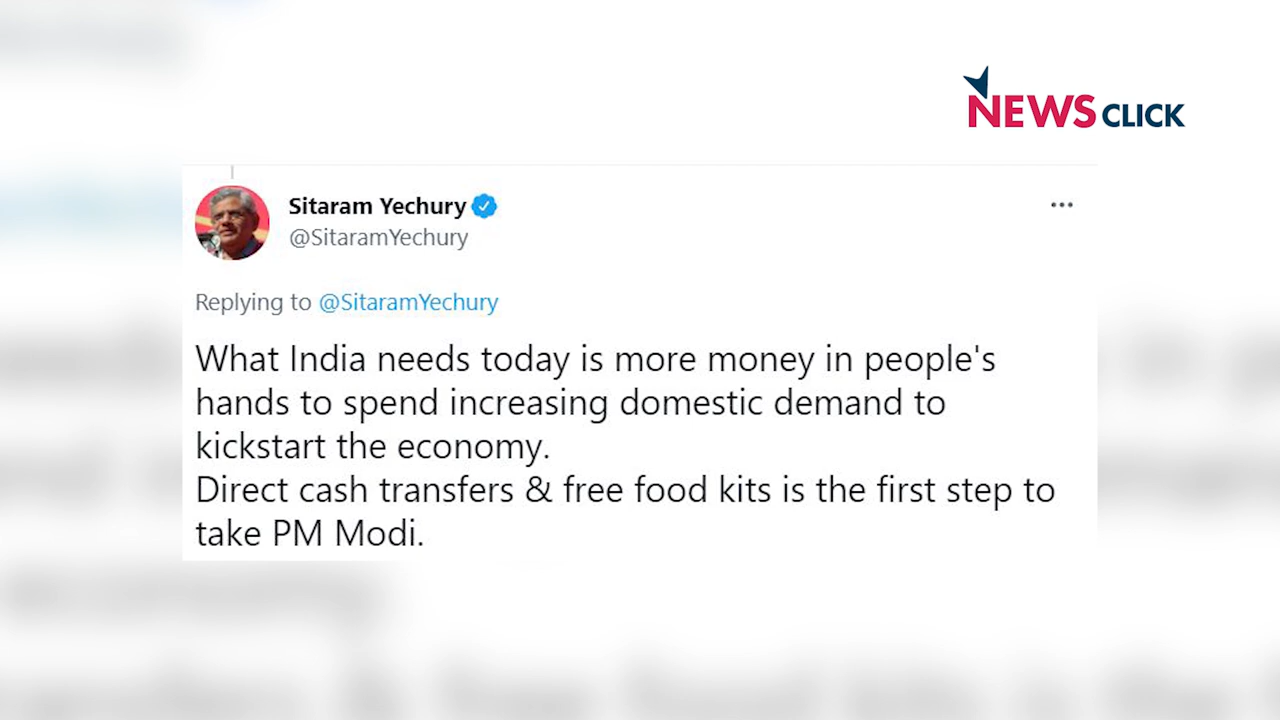 NEWS CLICK
Sitaram Yechury
@SitaramYechury
Replying to @SitaramYechury
What India needs today is more money in people's
hands to spend increasing domestic demand to
kickstart the economy.
Direct cash transfers & free food kits is the first step to
take PM Modi.